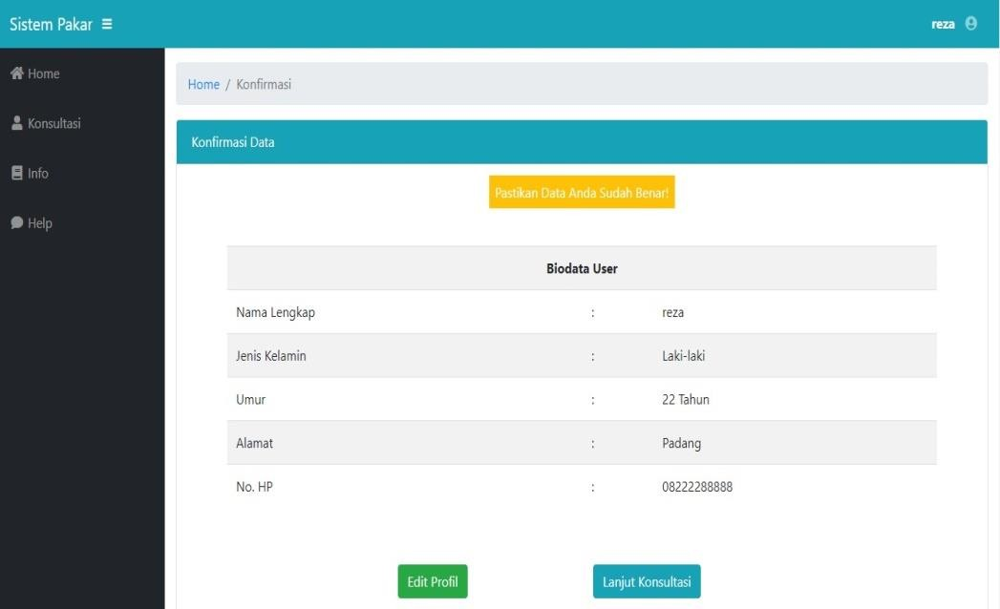 Sistem Pakar
reza
Home
Konsultasi
Info
Help
Home / Konfirmasi
Konfirmasi Data
Pastikan Data Anda Sudah Benar!
Biodata User
Nama Lengkap : reza
Jenis Kelamin : Laki-laki
Umur : 22 Tahun
Alamat : Padang
No. HP : 08222288888
Edit Profil
Lanjut Konsultasi